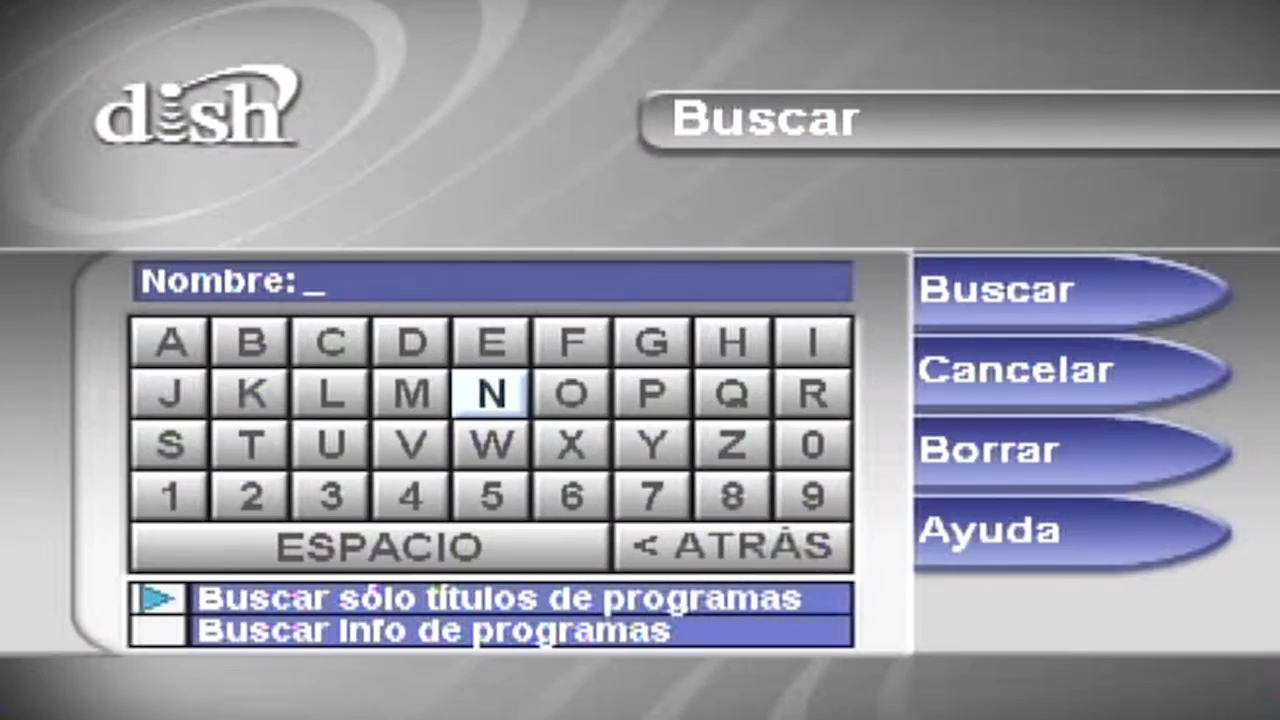 dish
Buscar
Nombre: _
A B C D E F G H I
J K L M N O P Q R
S T U V W X Y Z 0
1 2 3 4 5 6 7 8 9
ESPACIO < ATRÁS
Buscar sólo títulos de programas
Buscar info de programas
Buscar
Cancelar
Borrar
Ayuda